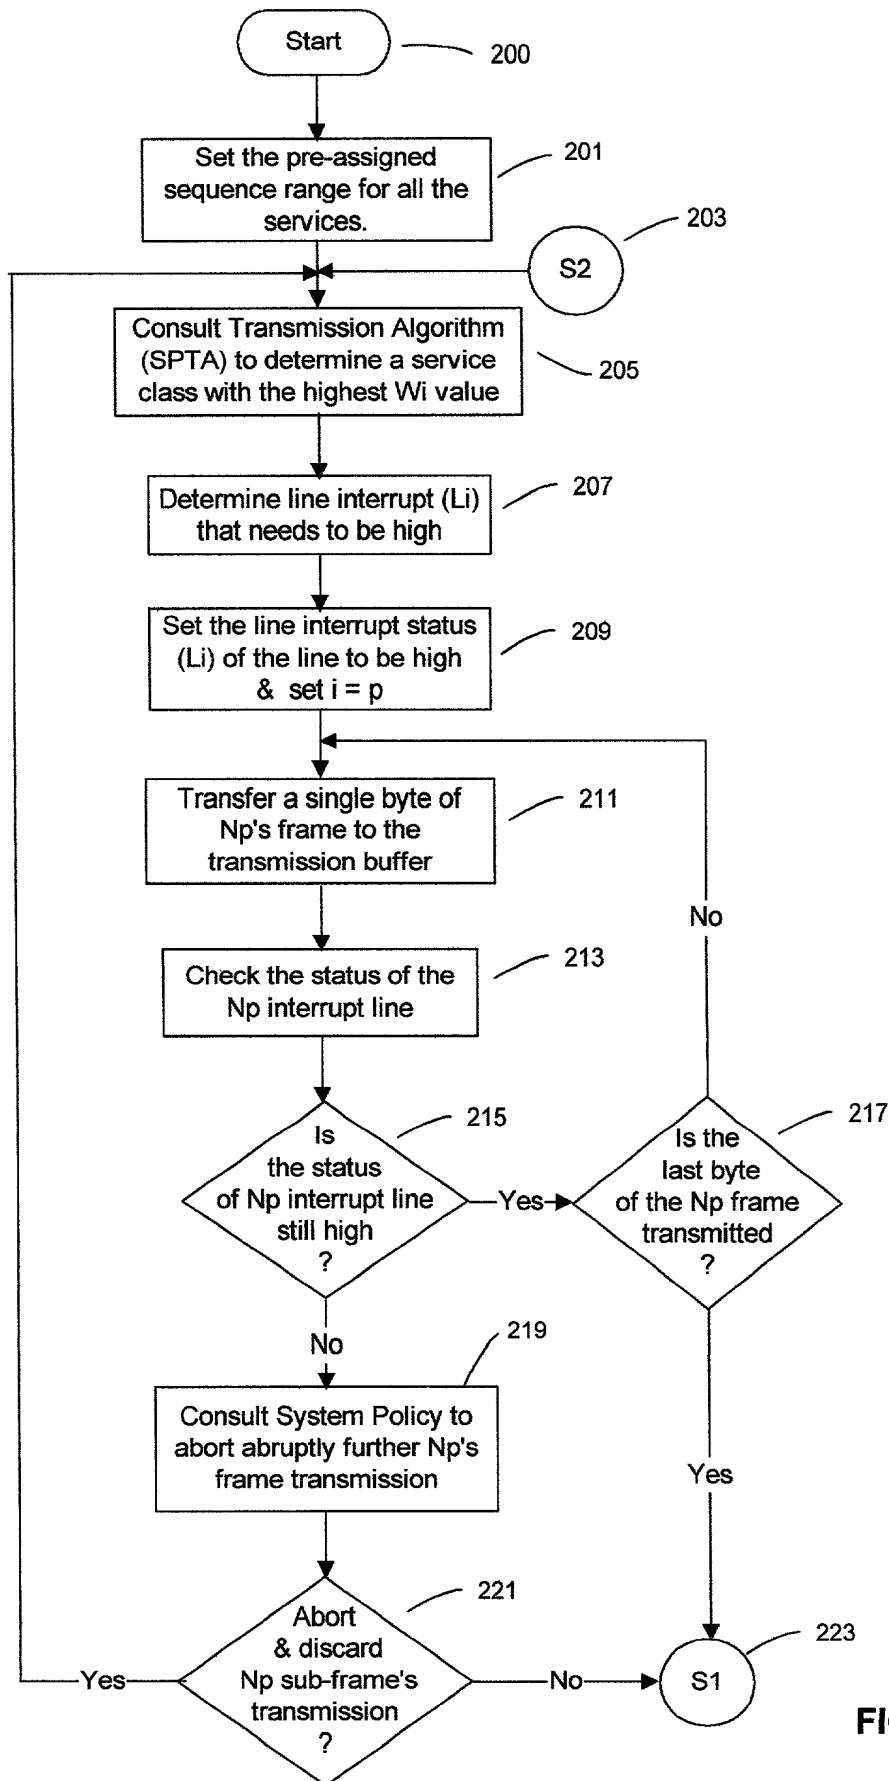 Start
200
Set the pre-assigned
sequence range for all the
services.
201
203
S2
Consult Transmission Algorithm
(SPTA) to determine a service
class with the highest Wi value
205
Determine line interrupt (Li)
that needs to be high
207
Set the line interrupt status
(Li) of the line to be high
& set i = p
209
Transfer a single byte of
Np's frame to the
transmission buffer
211
No
Check the status of the
Np interrupt line
213
Is
the status
of Np interrupt line
still high
?
215
Yes
Is the
last byte
of the Np frame
transmitted
?
217
No
219
Consult System Policy to
abort abruptly further Np's
frame transmission
Yes
Abort
& discard
Np sub-frame's
transmission
?
221
Yes
No
S1
223